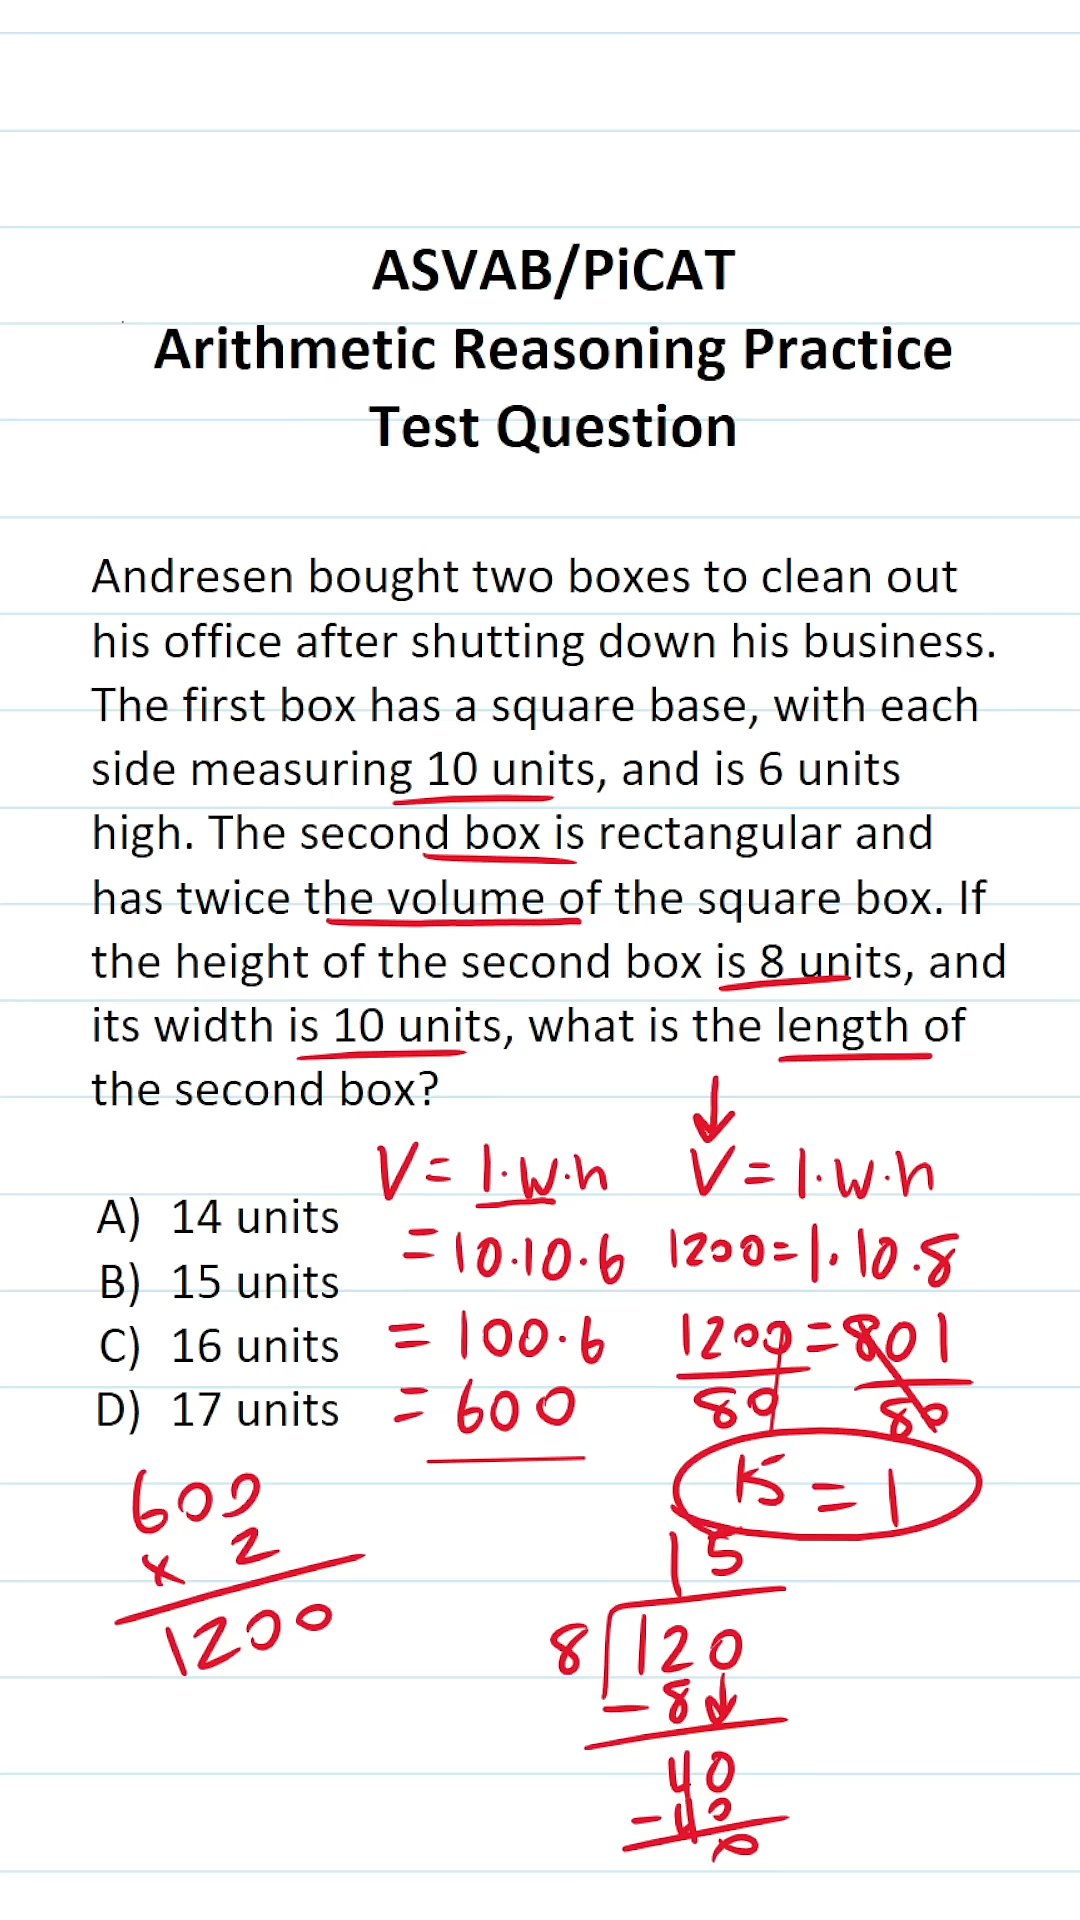 ASVAB/PiCAT
Arithmetic Reasoning Practice
Test Question
Andresen bought two boxes to clean out
his office after shutting down his business.
The first box has a square base, with each
side measuring 10 units, and is 6 units
high. The second box is rectangular and
has twice the volume of the square box. If
the height of the second box is 8 units, and
its width is 10 units, what is the length of
the second box?
A) 14 units
B) 15 units
C) 16 units
D) 17 units
V = l·w·h
= 10·10·6
= 100·6
= 600
600
x 2
1200
V = l·w·h
1200 = l·10·8
1200 = 80l
80 80
15 = l
15
8 120
- 8
40
- 40
0